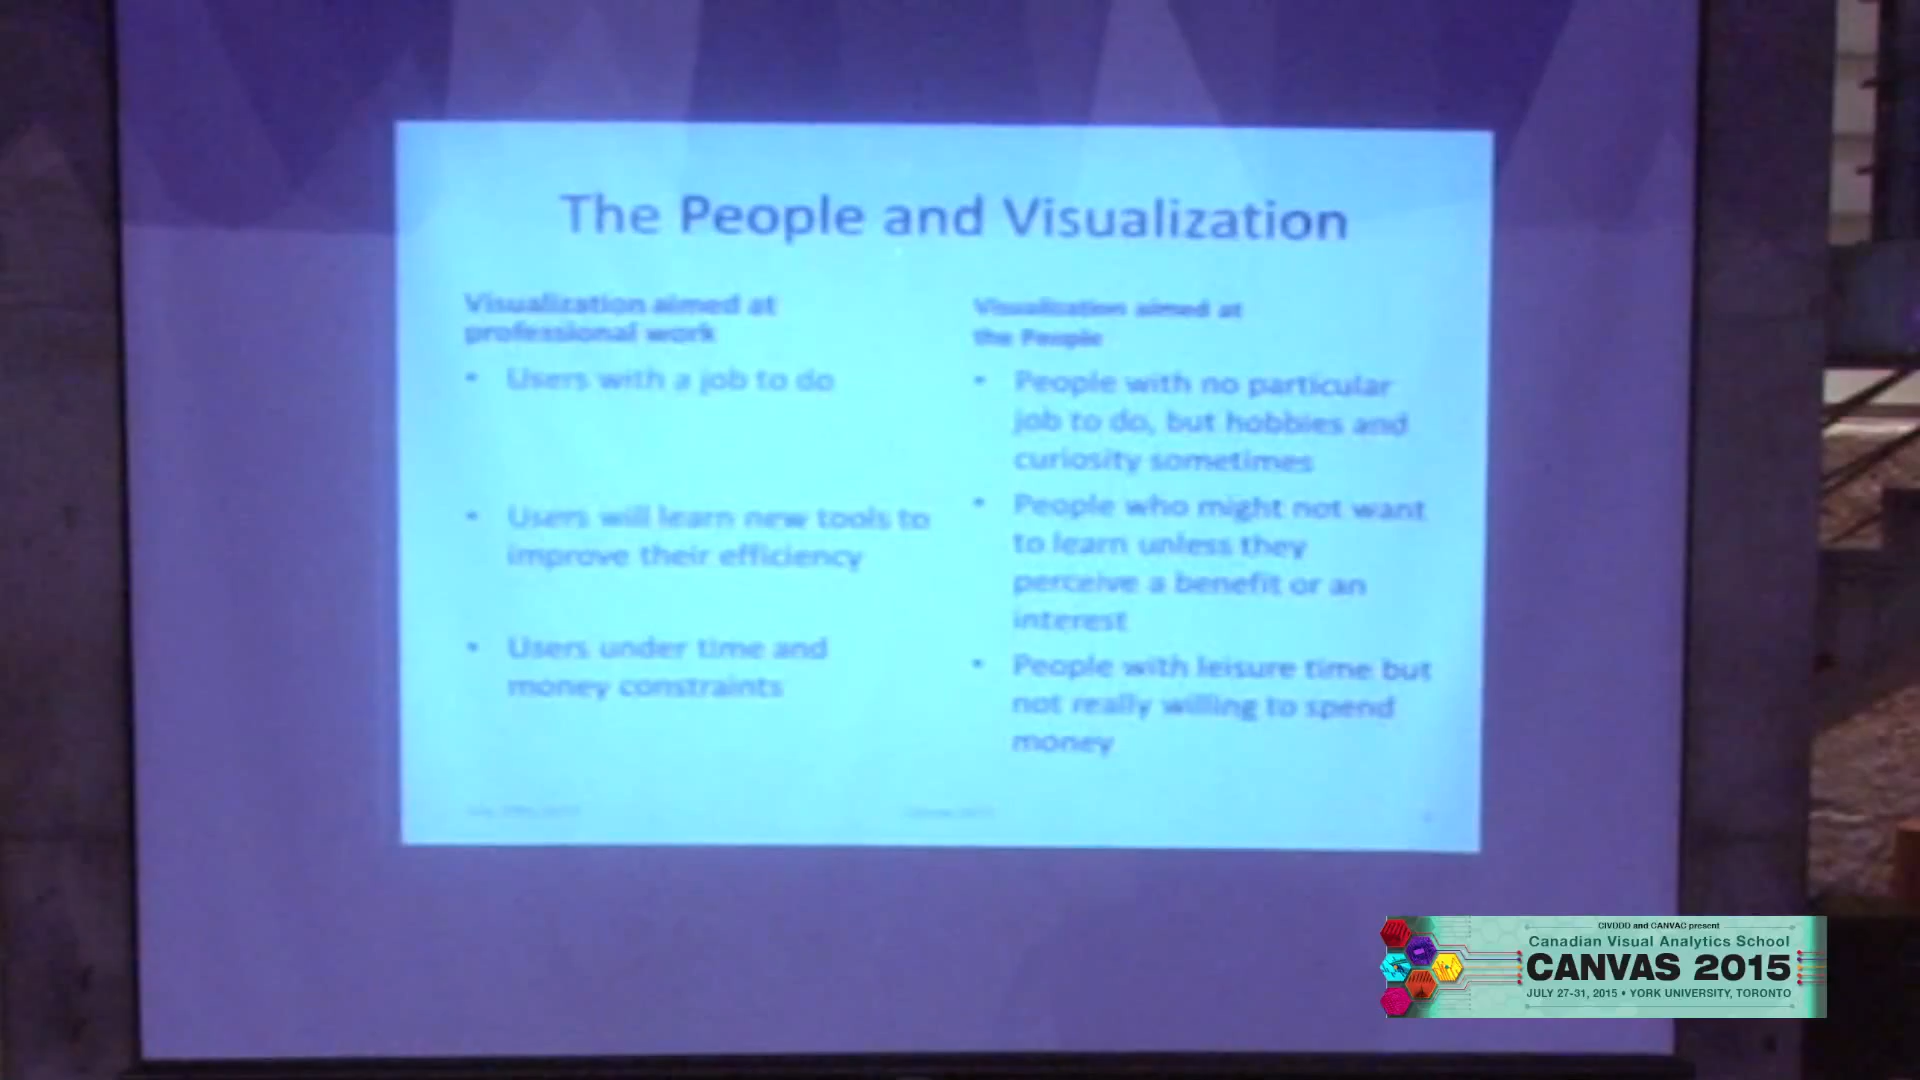 The People and Visualization
Visualization aimed at
professional work
• Users with a job to do
• Users will learn new tools to
improve their efficiency
• Users under time and
money constraints
Visualization aimed at
the People
• People with no particular
job to do, but hobbies and
curiosity sometimes
• People who might not want
to learn unless they
perceive a benefit or an
interest
• People with leisure time but
not really willing to spend
money
CIVDDD and CANVAC present
Canadian Visual Analytics School
CANVAS 2015
JULY 27-31, 2015 • YORK UNIVERSITY, TORONTO